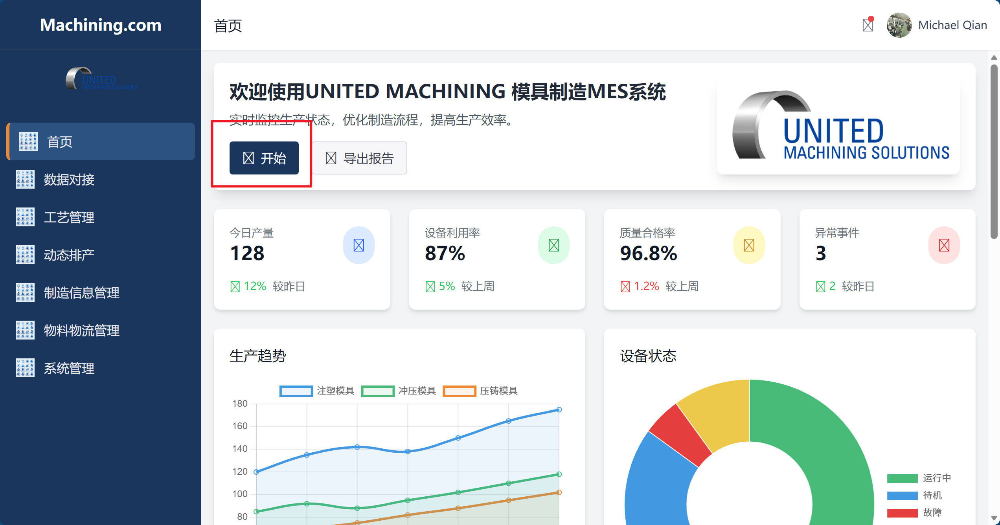 Machining.com
首页
Michael Qian
UNITED
MACHINING SOLUTIONS
首页
数据对接
工艺管理
动态排产
制造信息管理
物料物流管理
系统管理
欢迎使用UNITED MACHINING 模具制造MES系统
实时监控生产状态，优化制造流程，提高生产效率。
开始
导出报告
UNITED
MACHINING SOLUTIONS
今日产量
128
12% 较昨日
设备利用率
87%
5% 较上周
质量合格率
96.8%
1.2% 较上周
异常事件
3
2 较昨日
生产趋势
注塑模具 冲压模具 压铸模具
180
160
140
120
100
80
设备状态
运行中
待机
故障